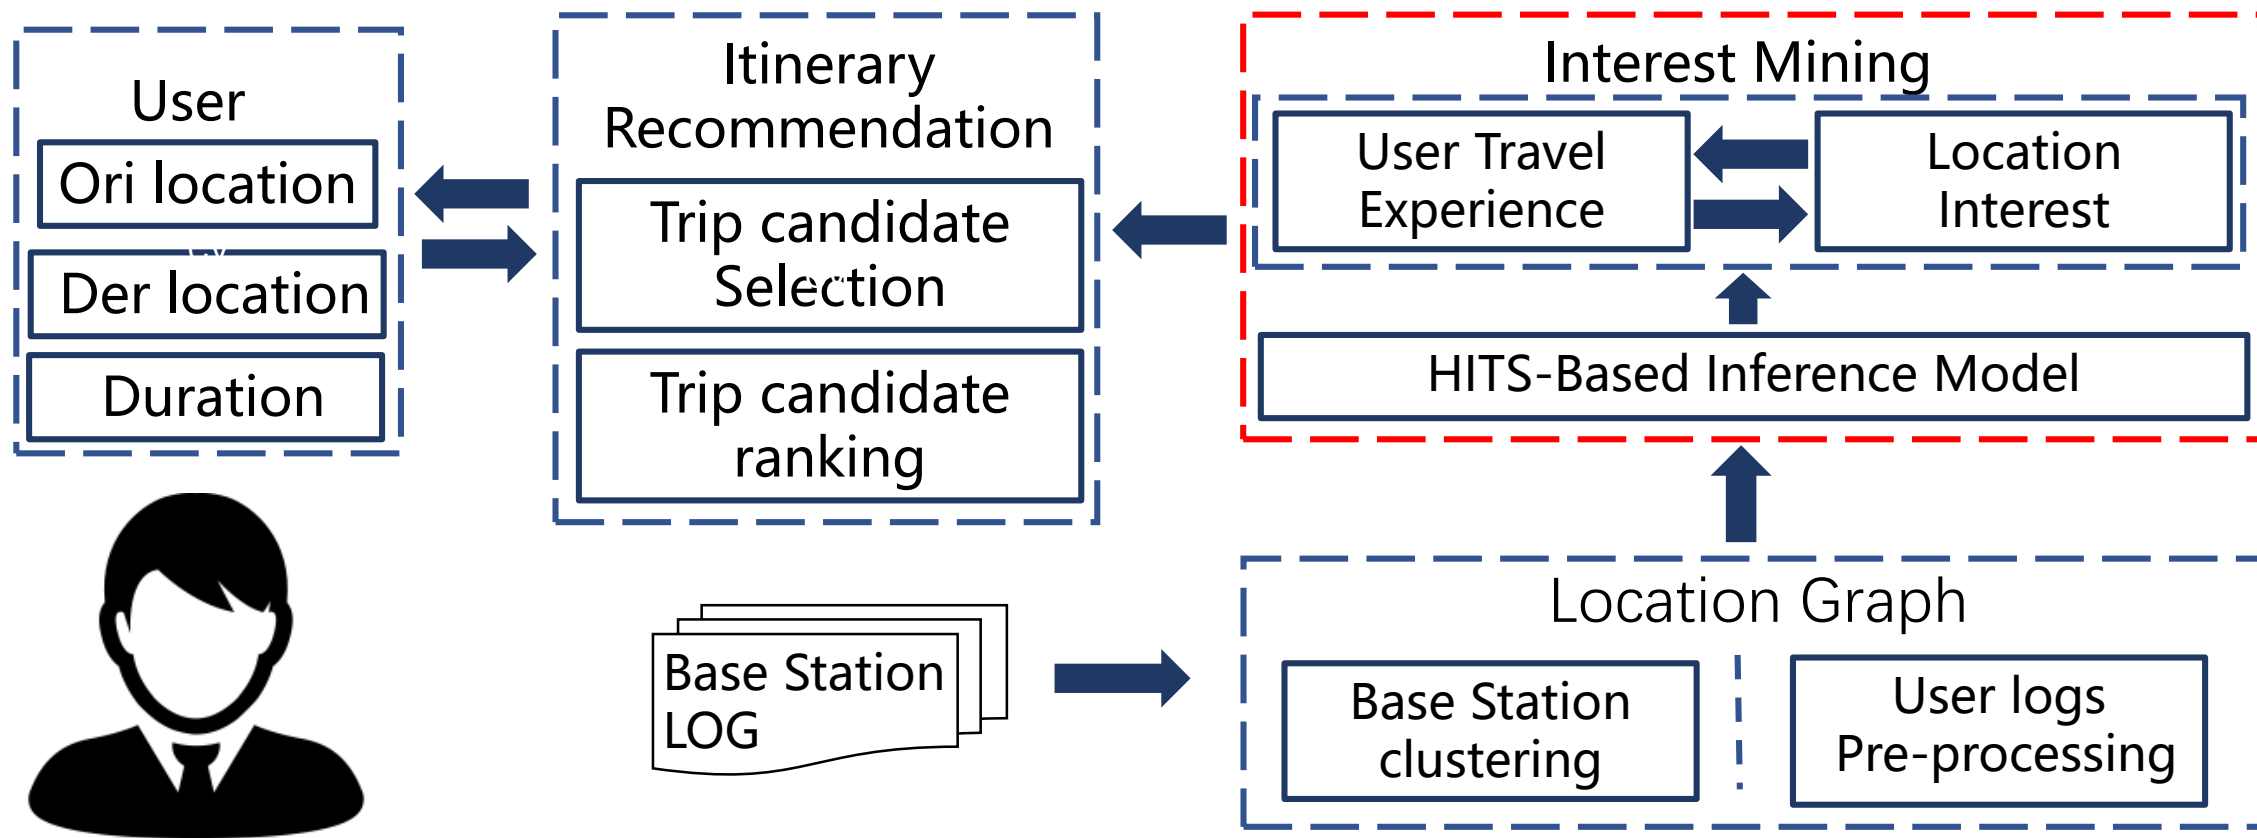 User
Ori location
Der location
Duration
Itinerary
Recommendation
Trip candidate
Selection
Trip candidate
ranking
Interest Mining
User Travel
Experience
Location
Interest
HITS-Based Inference Model
Base Station
LOG
Location Graph
Base Station
clustering
User logs
Pre-processing